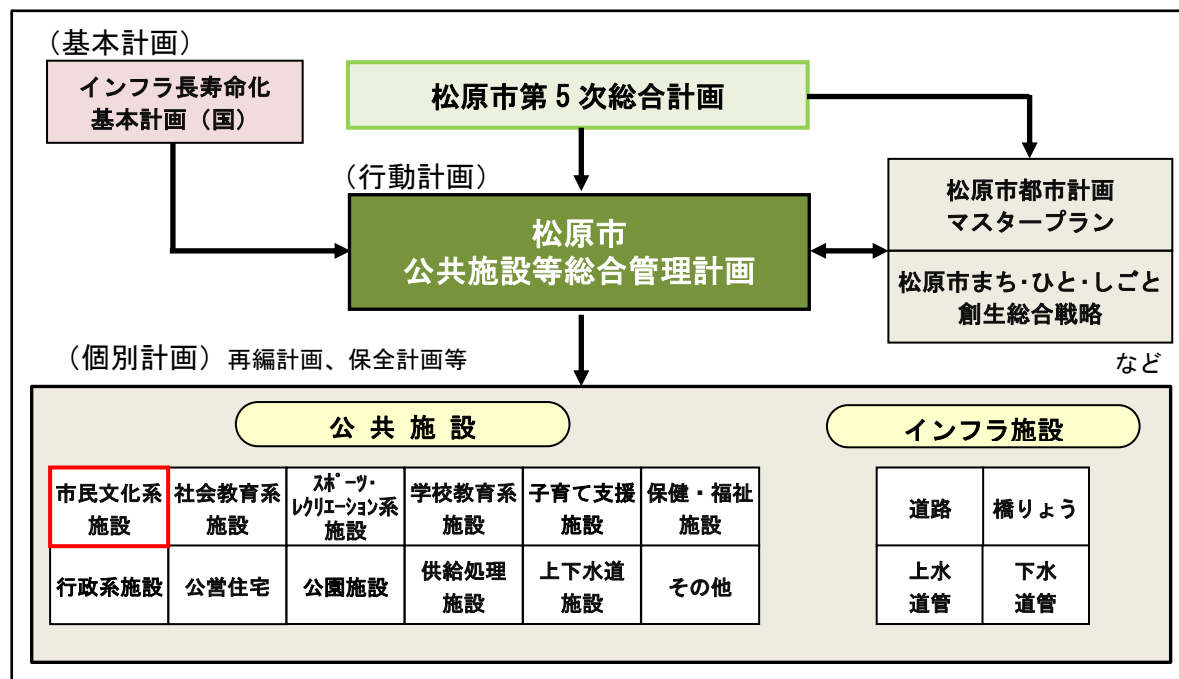 （基本計画）
インフラ長寿命化
基本計画（国）
松原市第５次総合計画
（行動計画）
松原市
公共施設等総合管理計画
松原市都市計画
マスタープラン
松原市まち･ひと･しごと
創生総合戦略
など
（個別計画）再編計画、保全計画等
公 共 施 設
市民文化系
施設
社会教育系
施設
ｽﾎﾟｰﾂ・
ﾚｸﾘｴｰｼｮﾝ系
施設
学校教育系
施設
子育て支援
施設
保健・福祉
施設
行政系施設
公営住宅
公園施設
供給処理
施設
上下水道
施設
その他
インフラ施設
道路
橋りょう
上水
道管
下水
道管